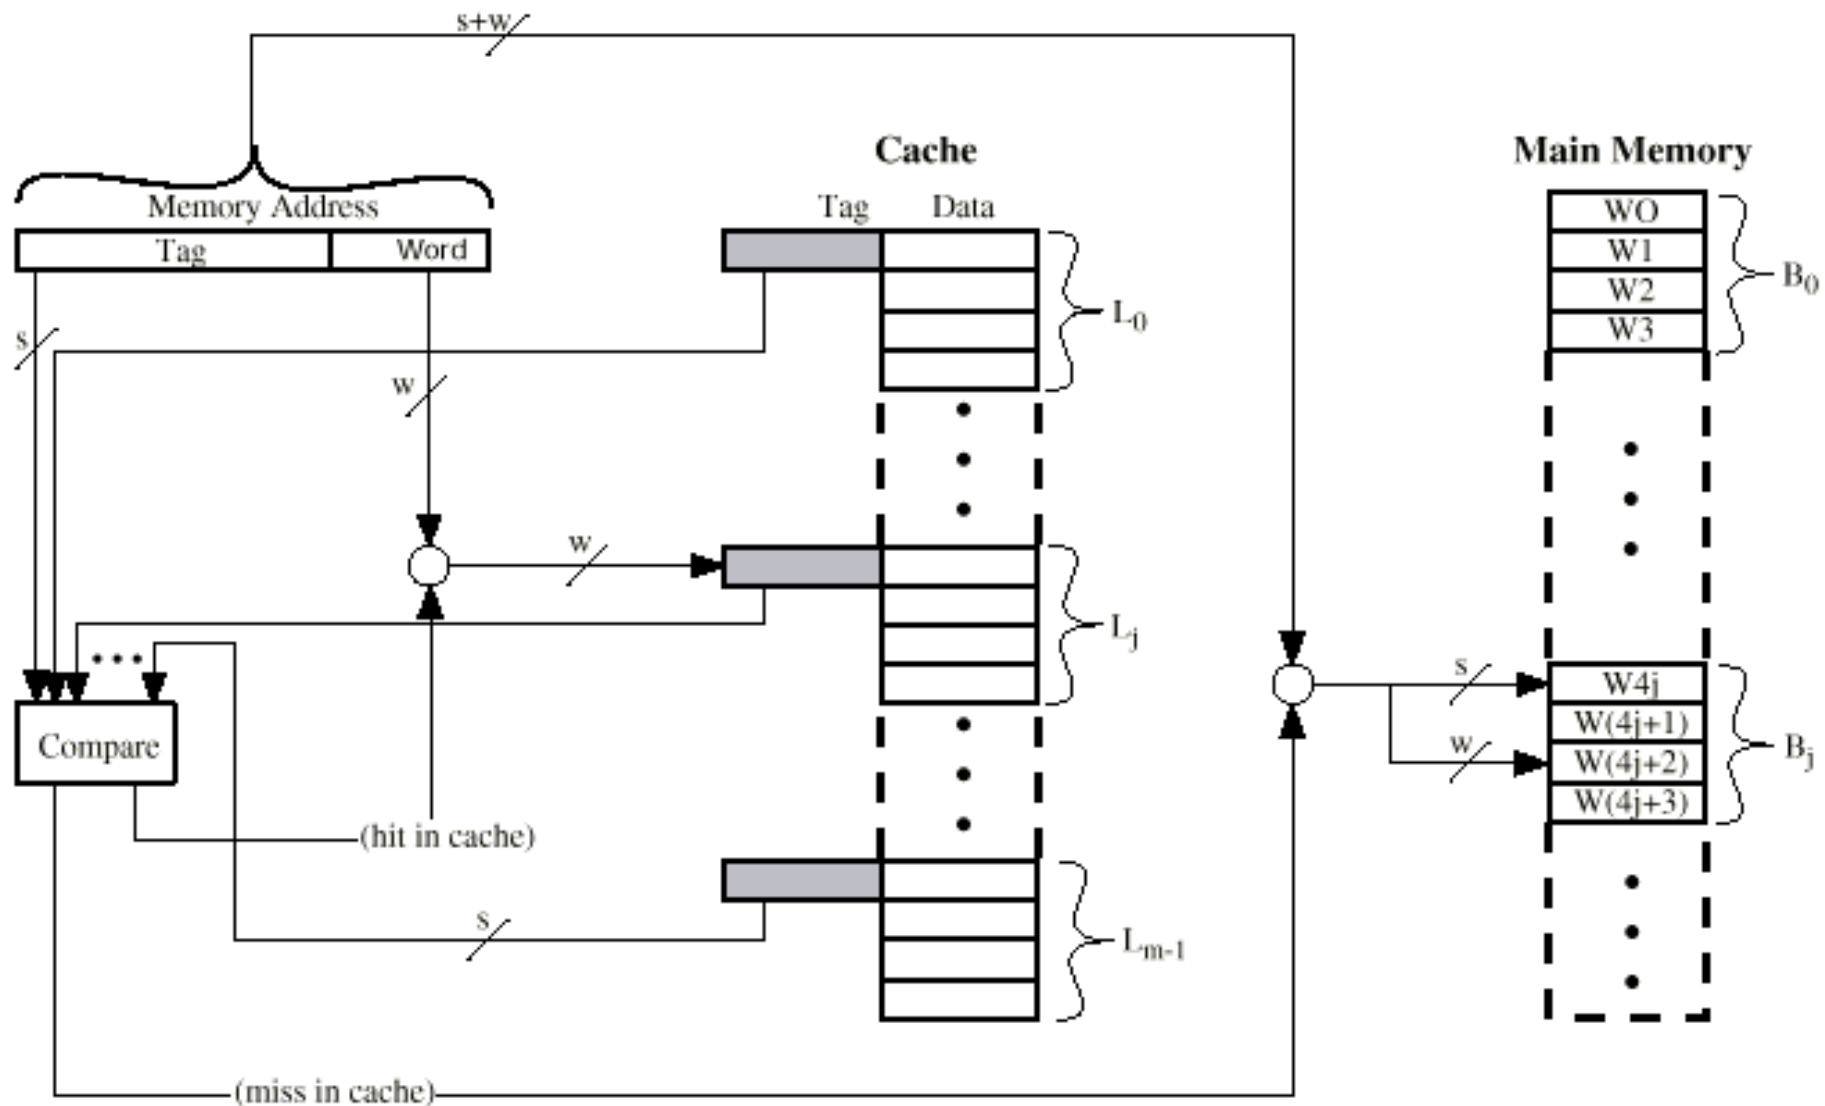 s+w
Cache
Main Memory
Memory Address
Tag Data
Tag Word
WO
W1
W2
W3
B0
L0
s
w
w
Lj
s
W4j
W(4j+1)
w
W(4j+2)
W(4j+3)
Bj
Compare
(hit in cache)
s
Lm-1
(miss in cache)